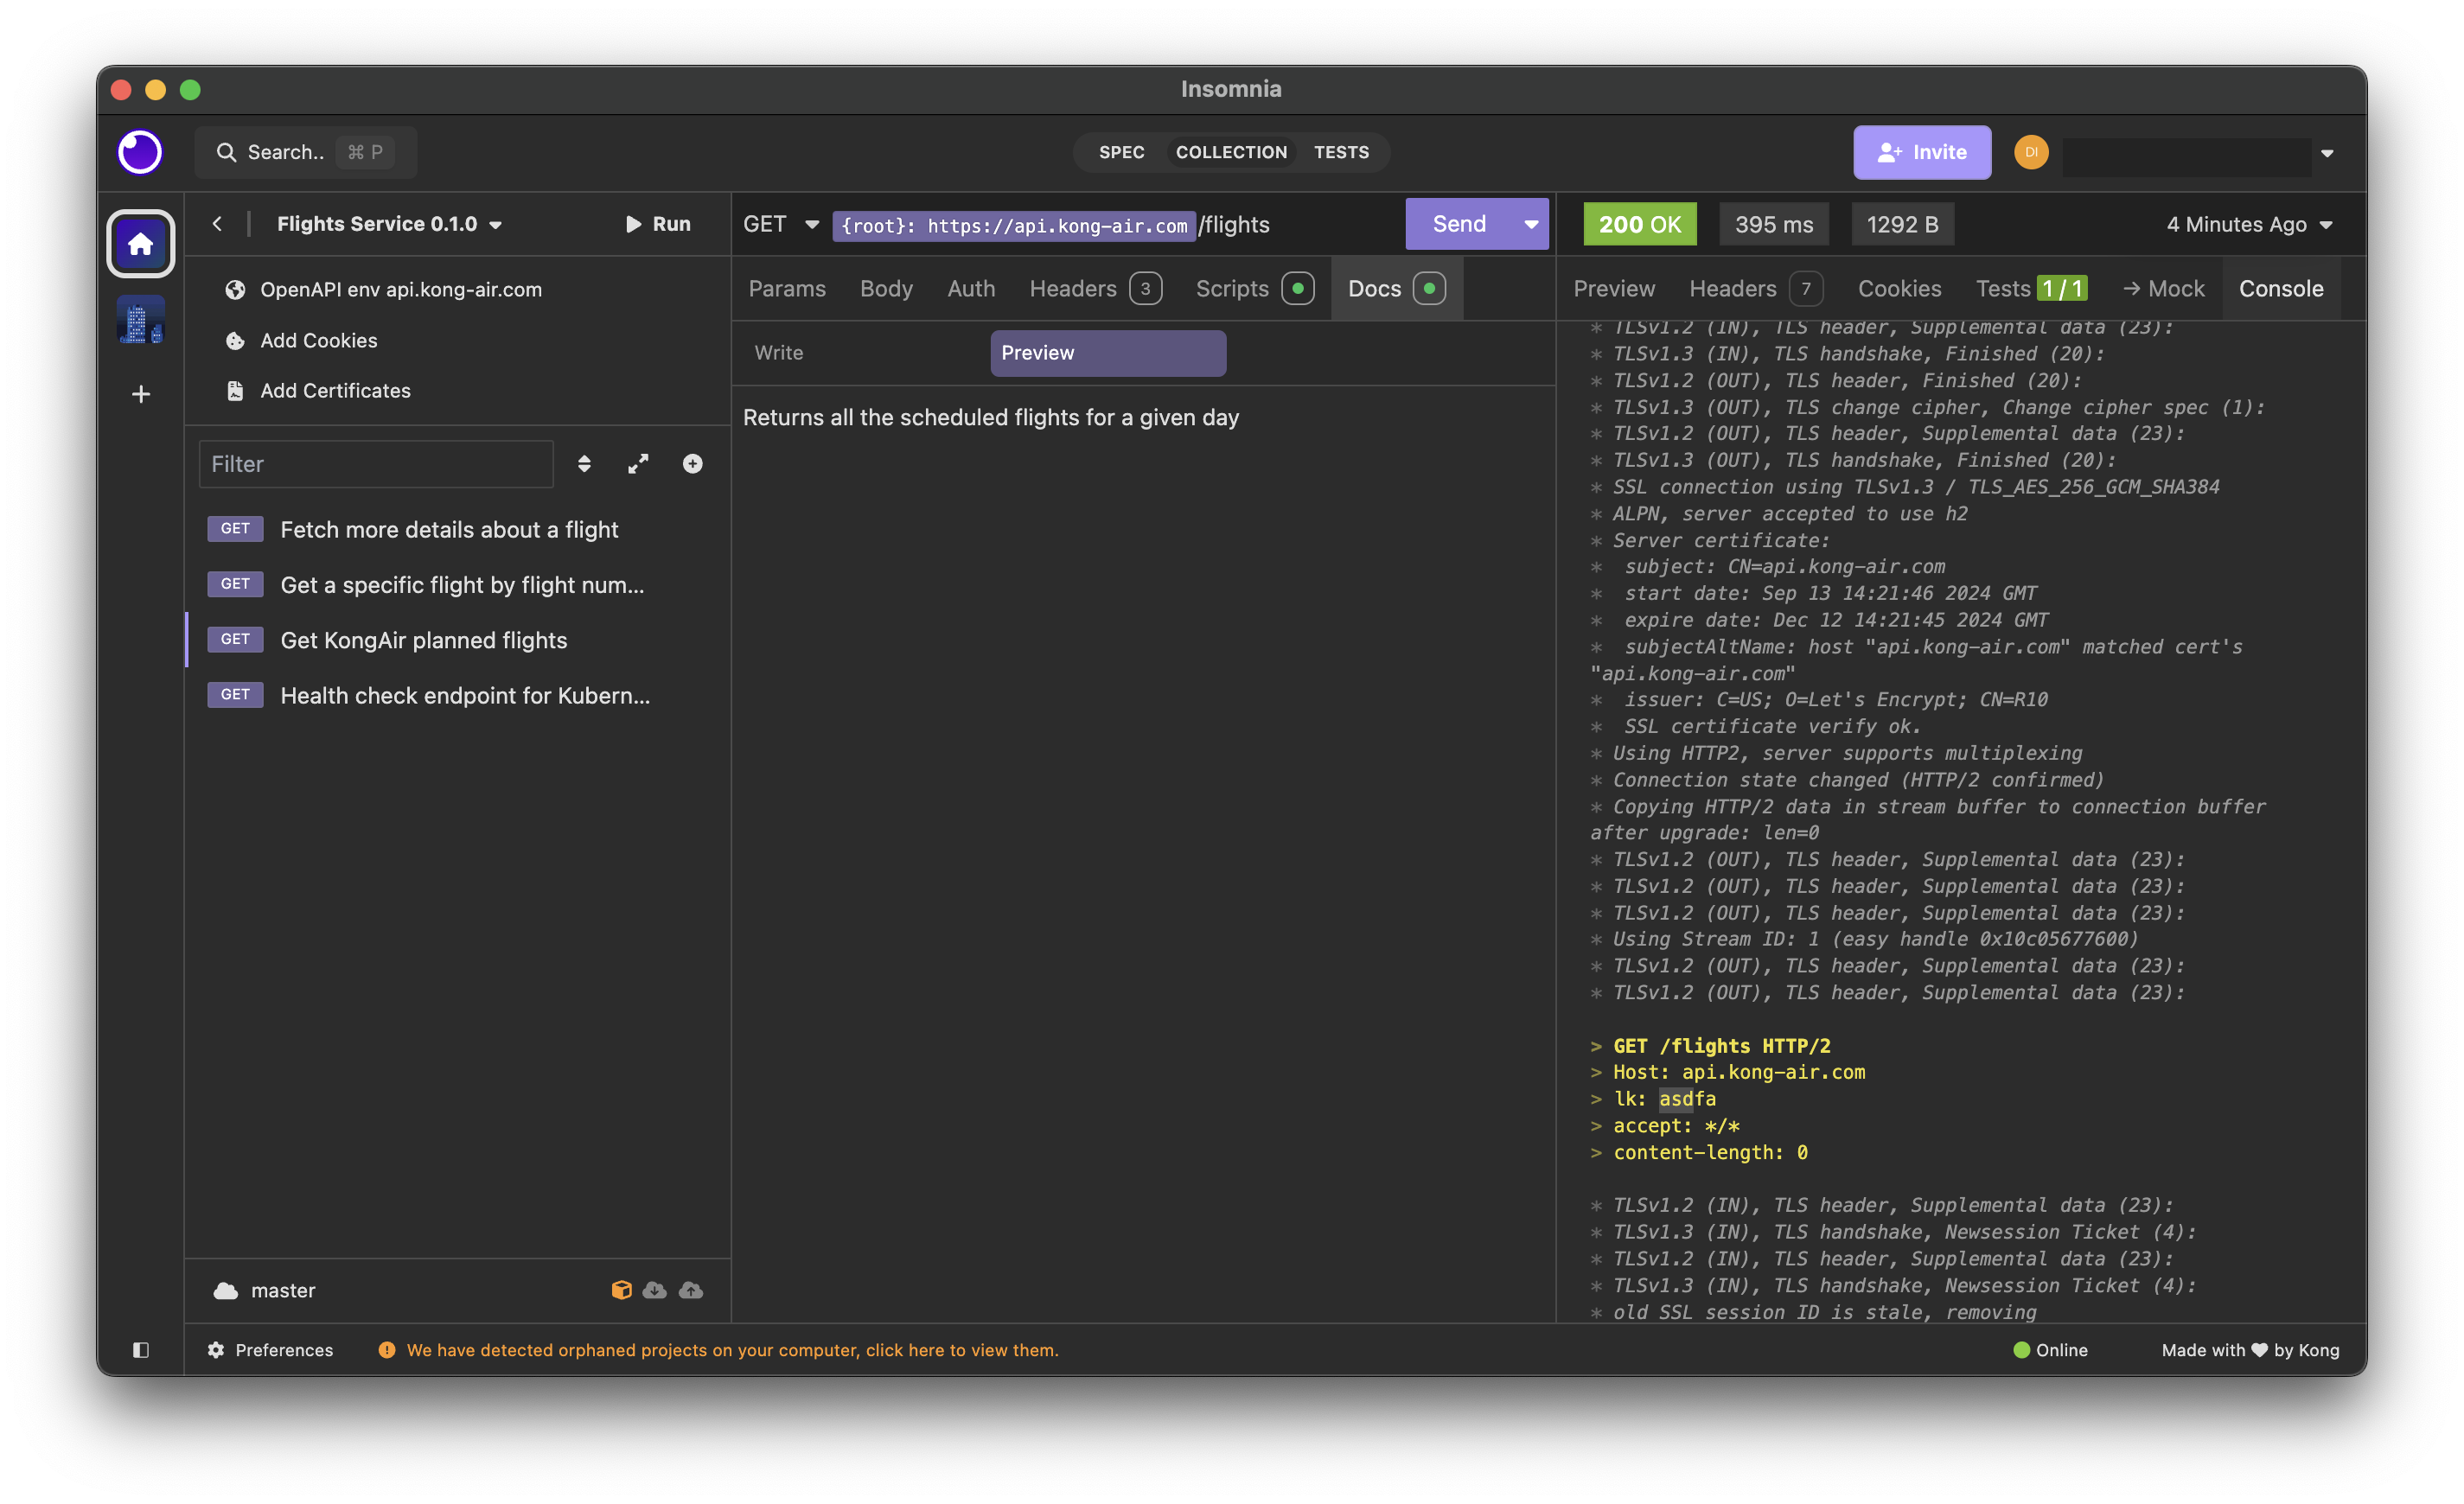 Insomnia
Search.. ⌘ P
SPEC COLLECTION TESTS
Invite
DI
Flights Service 0.1.0
Run
OpenAPI env api.kong-air.com
Add Cookies
Add Certificates
Filter
GET Fetch more details about a flight
GET Get a specific flight by flight num...
GET Get KongAir planned flights
GET Health check endpoint for Kubern...
master
GET {root}: https://api.kong-air.com/flights
Send
Params Body Auth Headers 3 Scripts Docs
Write Preview
Returns all the scheduled flights for a given day
200 OK 395 ms 1292 B 4 Minutes Ago
Preview Headers 7 Cookies Tests 1 / 1 → Mock Console
* TLSv1.2 (IN), TLS header, Supplemental data (23):
* TLSv1.3 (IN), TLS handshake, Finished (20):
* TLSv1.2 (OUT), TLS header, Finished (20):
* TLSv1.3 (OUT), TLS change cipher, Change cipher spec (1):
* TLSv1.2 (OUT), TLS header, Supplemental data (23):
* TLSv1.3 (OUT), TLS handshake, Finished (20):
* SSL connection using TLSv1.3 / TLS_AES_256_GCM_SHA384
* ALPN, server accepted to use h2
* Server certificate:
*  subject: CN=api.kong-air.com
*  start date: Sep 13 14:21:46 2024 GMT
*  expire date: Dec 12 14:21:45 2024 GMT
*  subjectAltName: host "api.kong-air.com" matched cert's
"api.kong-air.com"
*  issuer: C=US; O=Let's Encrypt; CN=R10
*  SSL certificate verify ok.
* Using HTTP2, server supports multiplexing
* Connection state changed (HTTP/2 confirmed)
* Copying HTTP/2 data in stream buffer to connection buffer
after upgrade: len=0
* TLSv1.2 (OUT), TLS header, Supplemental data (23):
* TLSv1.2 (OUT), TLS header, Supplemental data (23):
* TLSv1.2 (OUT), TLS header, Supplemental data (23):
* Using Stream ID: 1 (easy handle 0x10c05677600)
* TLSv1.2 (OUT), TLS header, Supplemental data (23):
* TLSv1.2 (OUT), TLS header, Supplemental data (23):
> GET /flights HTTP/2
> Host: api.kong-air.com
> lk: asdfa
> accept: */*
> content-length: 0
* TLSv1.2 (IN), TLS header, Supplemental data (23):
* TLSv1.3 (IN), TLS handshake, Newsession Ticket (4):
* TLSv1.2 (IN), TLS header, Supplemental data (23):
* TLSv1.3 (IN), TLS handshake, Newsession Ticket (4):
* old SSL session ID is stale, removing
Preferences
We have detected orphaned projects on your computer, click here to view them.
Online
Made with ♥ by Kong